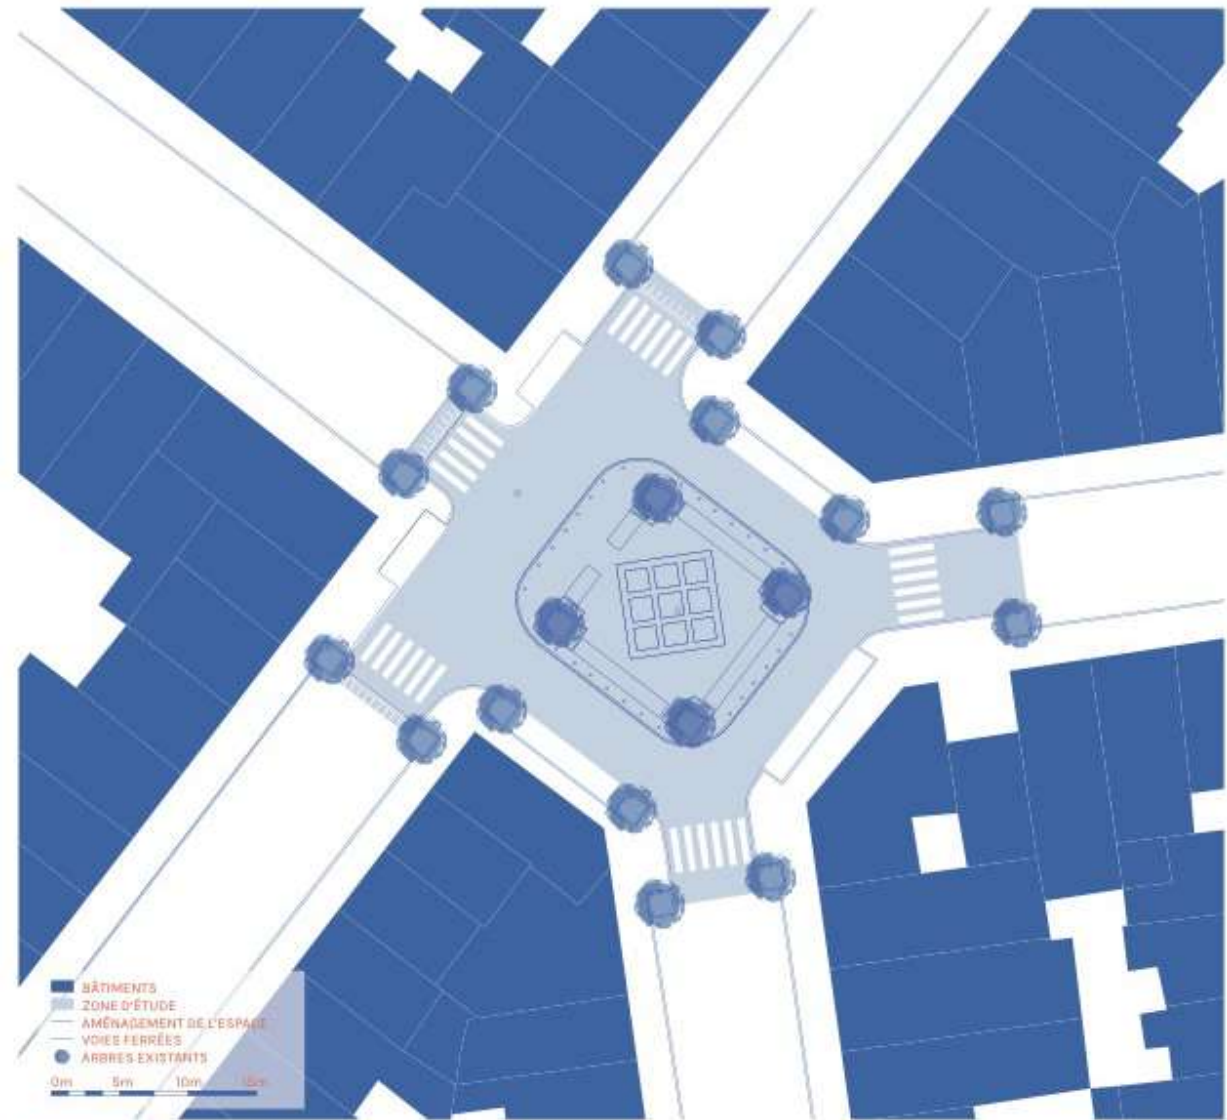 BÂTIMENTS
ZONE D'ÉTUDE
AMÉNAGEMENT DE L'ESPACE
VOIES FERRÉES
ARBRES EXISTANTS
0m 5m 10m 15m